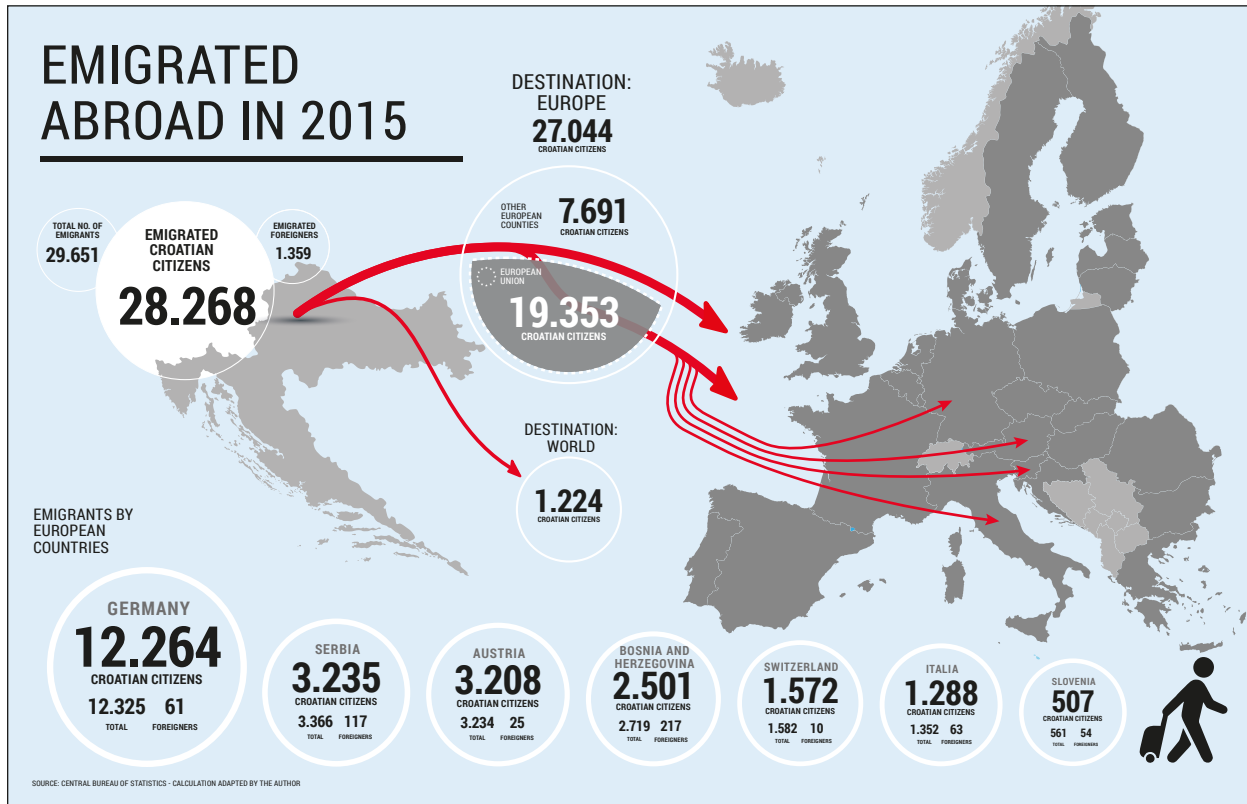 EMIGRATED
ABROAD IN 2015
TOTAL NO. OF
EMIGRANTS
29.651
EMIGRATED
CROATIAN
CITIZENS
28.268
EMIGRATED
FOREIGNERS
1.359
DESTINATION:
EUROPE
27.044
CROATIAN CITIZENS
OTHER
EUROPEAN
COUNTIES
7.691
CROATIAN CITIZENS
EUROPEAN
UNION
19.353
CROATIAN CITIZENS
DESTINATION:
WORLD
1.224
CROATIAN CITIZENS
EMIGRANTS BY
EUROPEAN
COUNTRIES
GERMANY
12.264
CROATIAN CITIZENS
12.325 61
TOTAL FOREIGNERS
SERBIA
3.235
CROATIAN CITIZENS
3.366 117
TOTAL FOREIGNERS
AUSTRIA
3.208
CROATIAN CITIZENS
3.234 25
TOTAL FOREIGNERS
BOSNIA AND
HERZEGOVINA
2.501
CROATIAN CITIZENS
2.719 217
TOTAL FOREIGNERS
SWITZERLAND
1.572
CROATIAN CITIZENS
1.582 10
TOTAL FOREIGNERS
ITALIA
1.288
CROATIAN CITIZENS
1.352 63
TOTAL FOREIGNERS
SLOVENIA
507
CROATIAN CITIZENS
561 54
TOTAL FOREIGNERS
SOURCE: CENTRAL BUREAU OF STATISTICS - CALCULATION ADAPTED BY THE AUTHOR